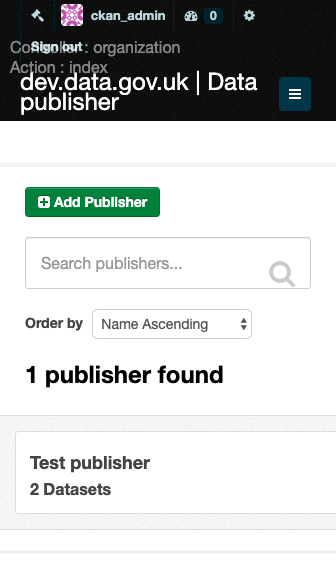 ckan_admin 0
Sign out
Controller : organization
Action : index
dev.data.gov.uk | Data
publisher
Add Publisher
Search publishers...
Order by Name Ascending
1 publisher found
Test publisher
2 Datasets